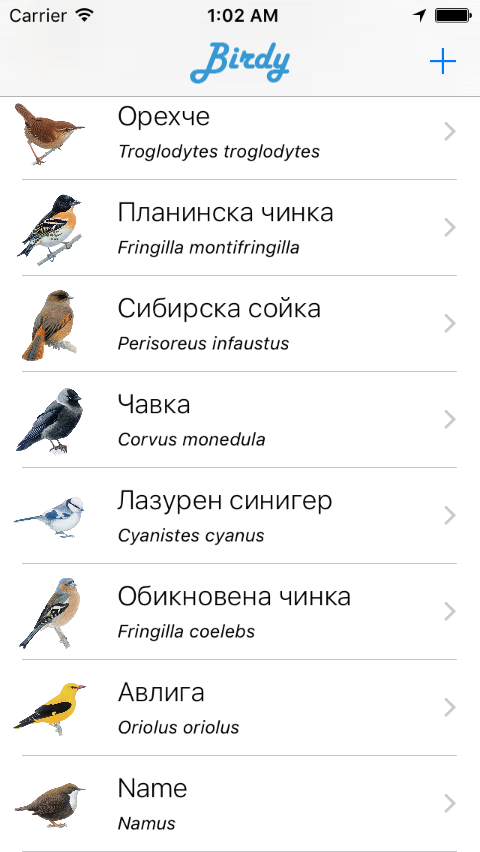 Carrier 1:02 AM
Birdy
Орехче
Troglodytes troglodytes
Планинска чинка
Fringilla montifringilla
Сибирска сойка
Perisoreus infaustus
Чавка
Corvus monedula
Лазурен синигер
Cyanistes cyanus
Обикновена чинка
Fringilla coelebs
Авлига
Oriolus oriolus
Name
Namus